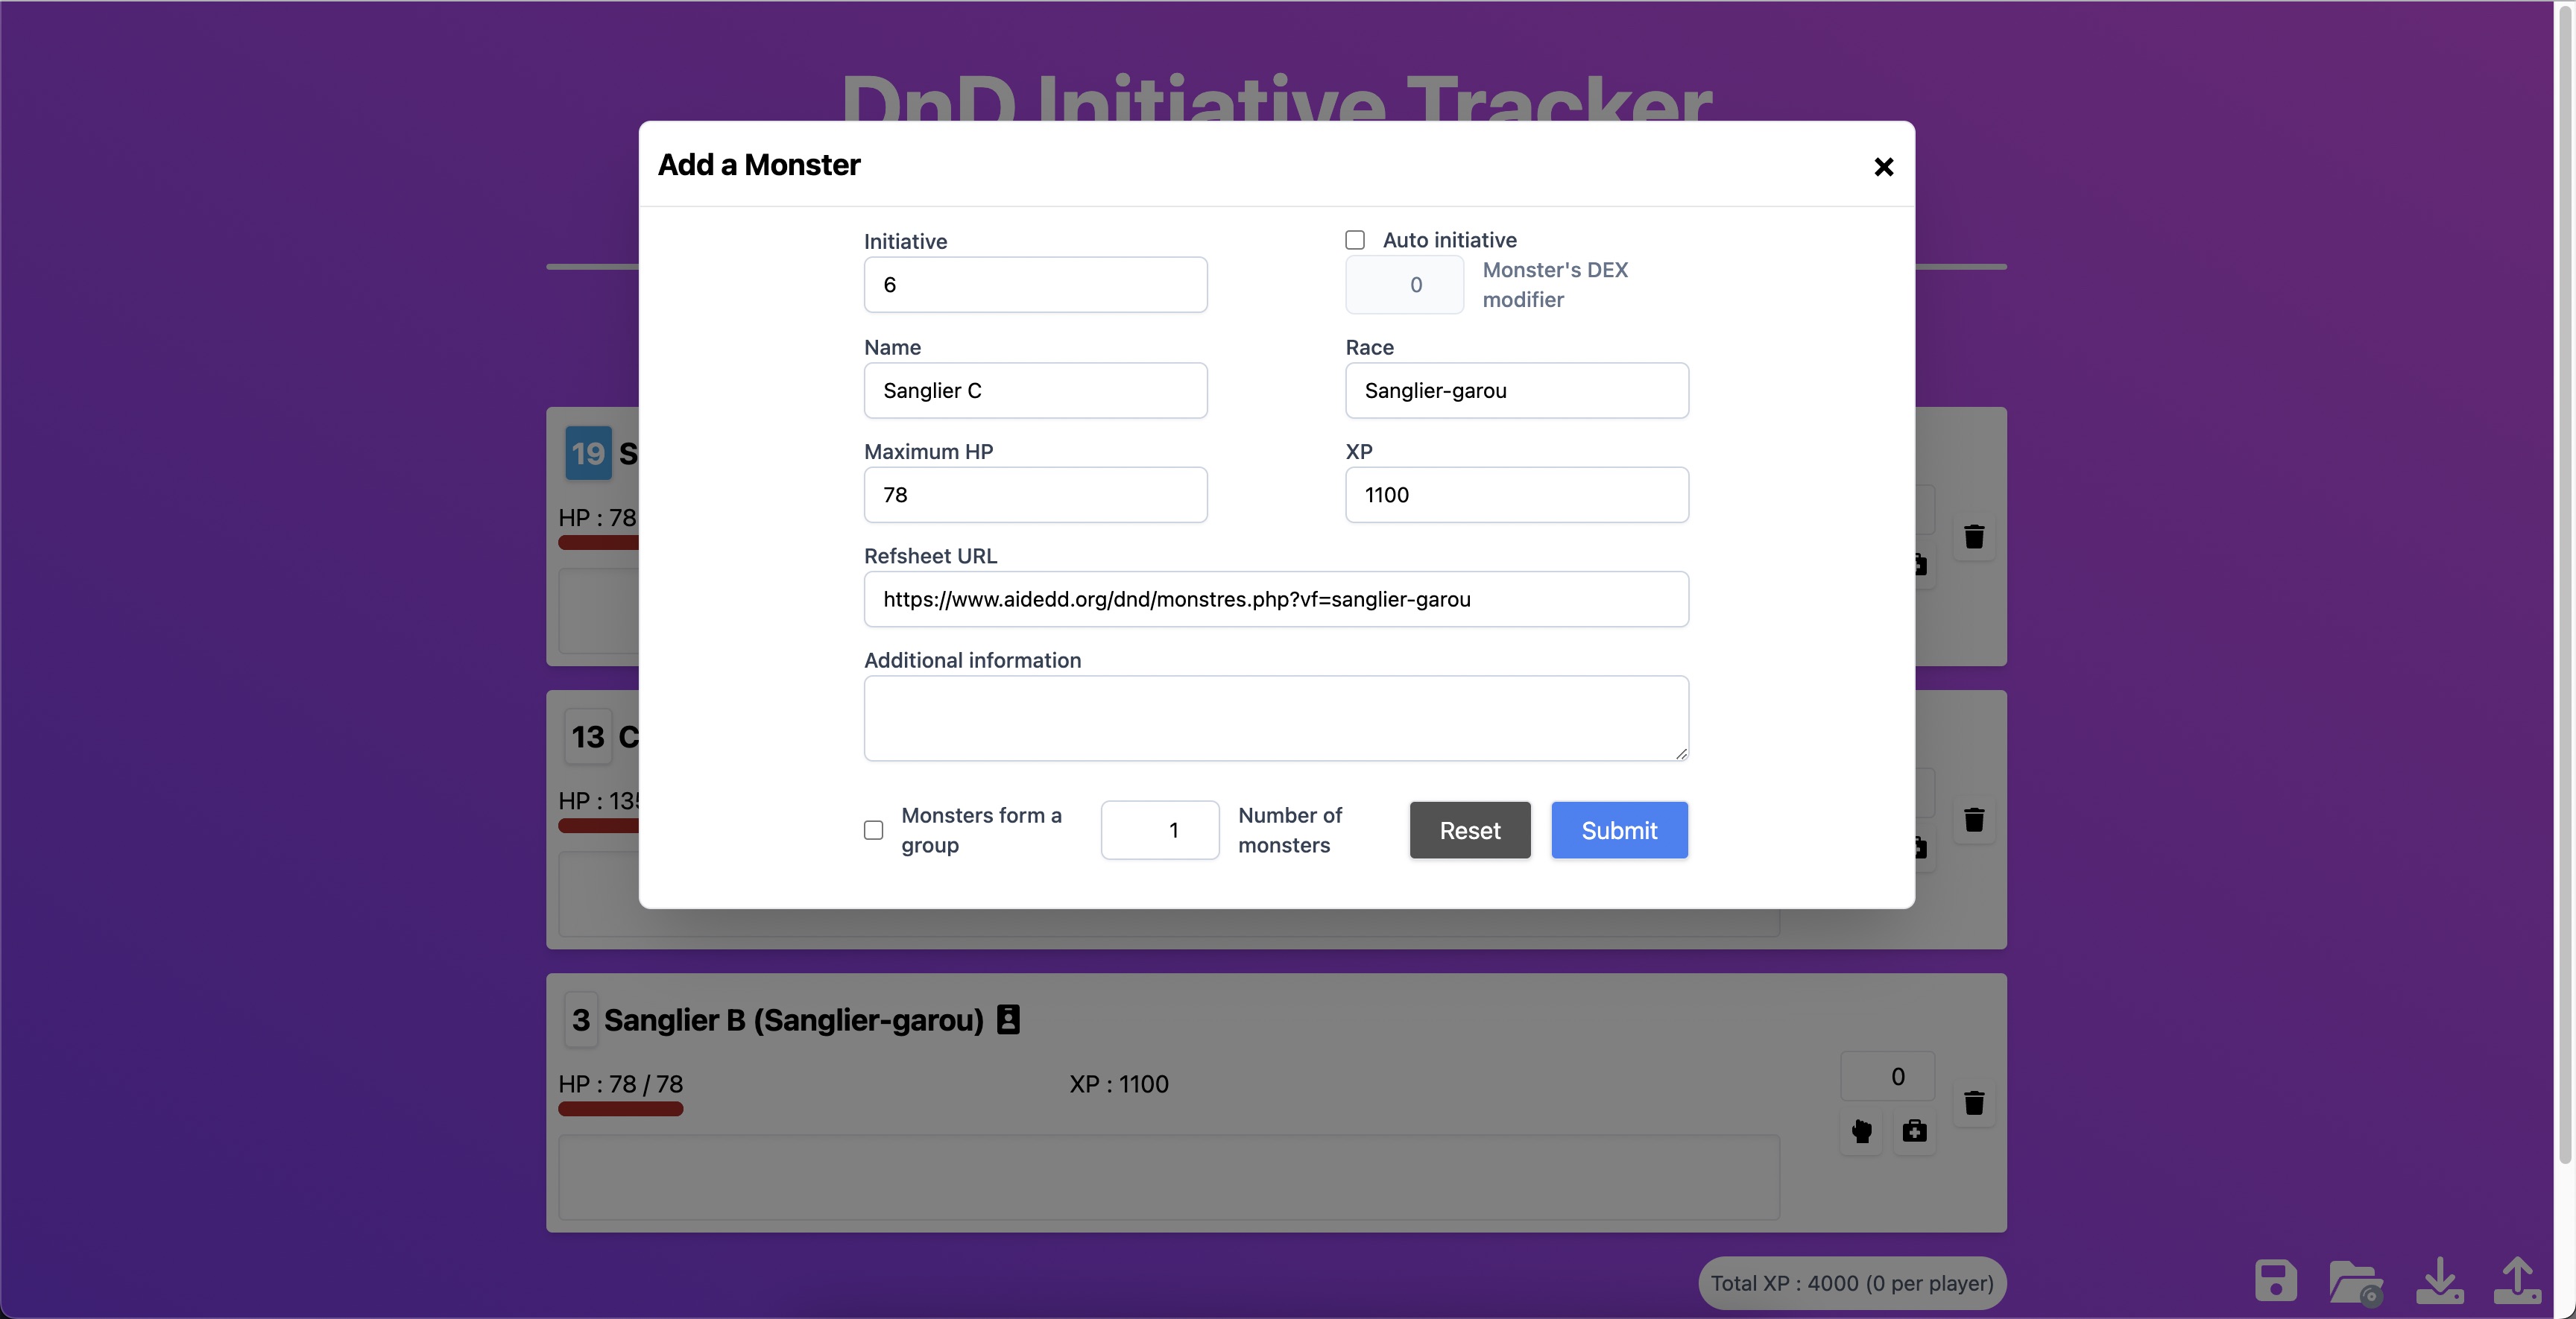 DnD Initiative Tracker
Add a Monster
Initiative
6
Auto initiative
0
Monster's DEX
modifier
Name
Sanglier C
Race
Sanglier-garou
Maximum HP
78
XP
1100
Refsheet URL
https://www.aidedd.org/dnd/monstres.php?vf=sanglier-garou
Additional information
Monsters form a
group
1
Number of
monsters
Reset
Submit
19 S
HP : 78
13 C
HP : 135
3 Sanglier B (Sanglier-garou)
HP : 78 / 78
XP : 1100
0
Total XP : 4000 (0 per player)